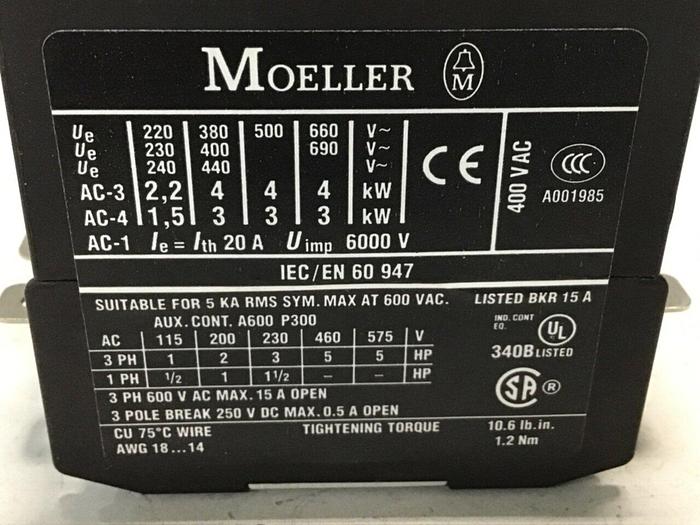 MOELLER M
Ue 220 380 500 660 V~
Ue 230 400 690 V~
Ue 240 440 V~
AC-3 2,2 4 4 4 kW
AC-4 1,5 3 3 3 kW
AC-1 Ie = Ith 20 A Uimp 6000 V
CE
400 VAC
CCC
A001985
IEC/EN 60 947
SUITABLE FOR 5 KA RMS SYM. MAX AT 600 VAC. LISTED BKR 15 A
AUX. CONT. A600 P300
AC 115 200 230 460 575 V
3 PH 1 2 3 5 5 HP
1 PH 1/2 1 1 1/2 – – HP
3 PH 600 V AC MAX. 15 A OPEN
3 POLE BREAK 250 V DC MAX. 0.5 A OPEN
IND. CONT
EQ.
UL
340B LISTED
SA ®
CU 75°C WIRE TIGHTENING TORQUE 10.6 lb.in.
AWG 18...14 1.2 Nm